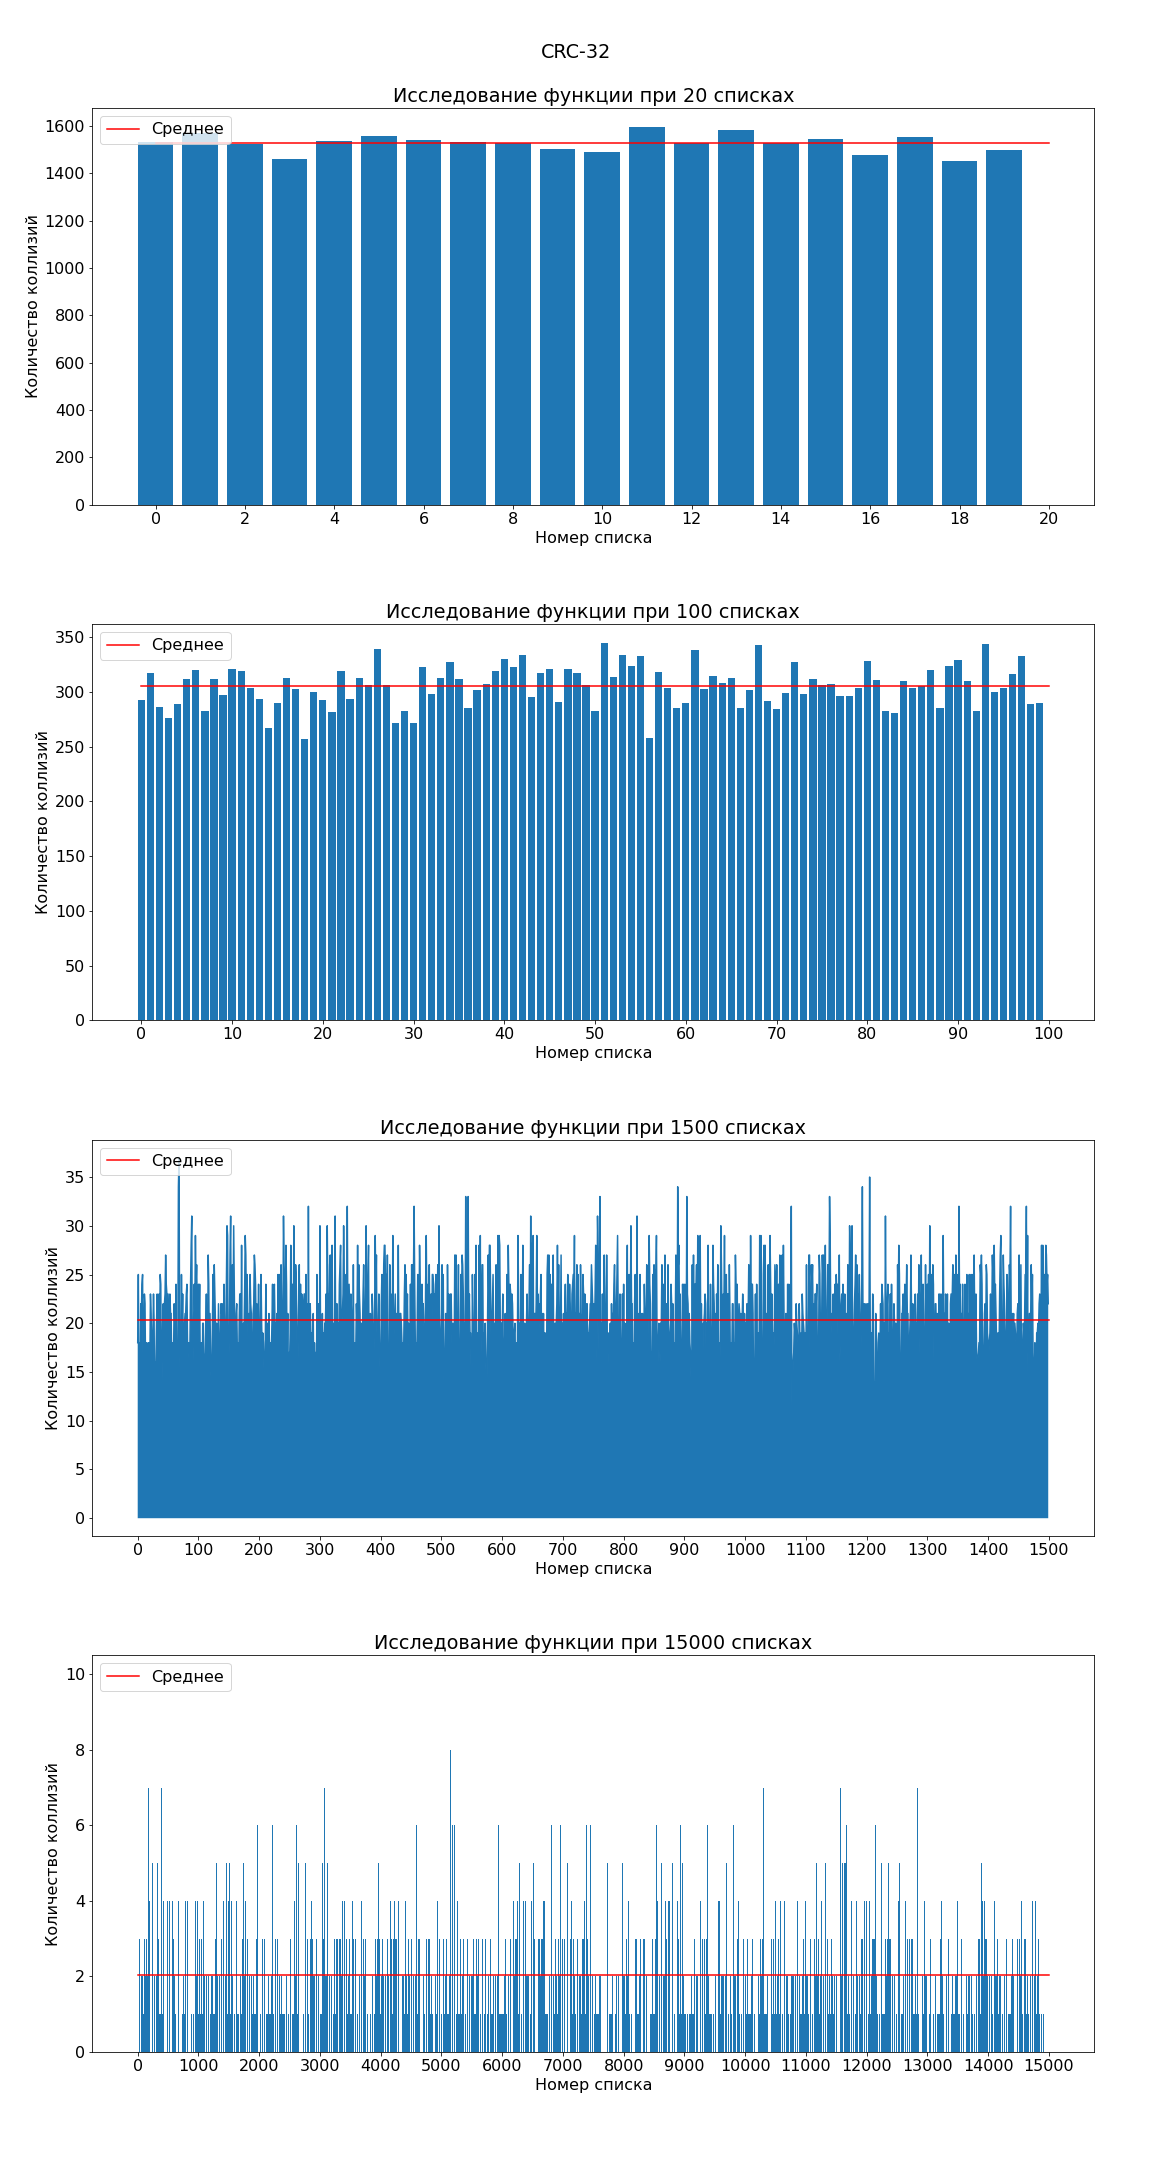 CRC-32
Исследование функции при 20 списках
Среднее
1600
1400
1200
1000
800
600
400
200
0
Количество коллизий
0 2 4 6 8 10 12 14 16 18 20
Номер списка
Исследование функции при 100 списках
Среднее
350
300
250
200
150
100
50
0
Количество коллизий
0 10 20 30 40 50 60 70 80 90 100
Номер списка
Исследование функции при 1500 списках
Среднее
35
30
25
20
15
10
5
0
Количество коллизий
0 100 200 300 400 500 600 700 800 900 1000 1100 1200 1300 1400 1500
Номер списка
Исследование функции при 15000 списках
Среднее
10
8
6
4
2
0
Количество коллизий
0 1000 2000 3000 4000 5000 6000 7000 8000 9000 10000 11000 12000 13000 14000 15000
Номер списка